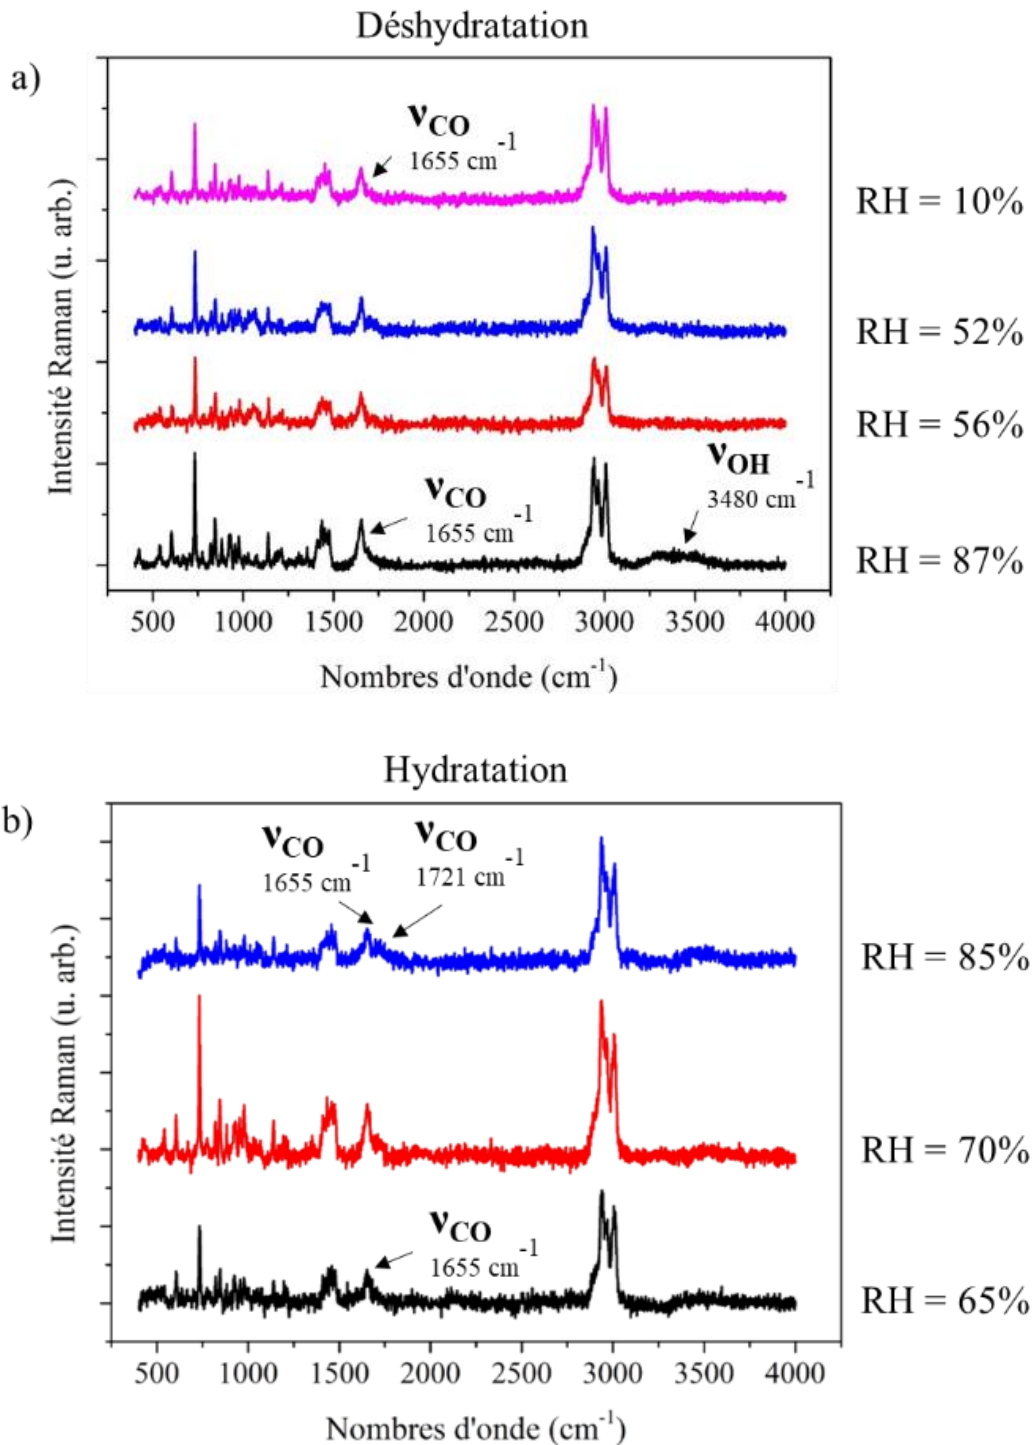 Déshydratation
a)
Intensité Raman (u. arb.)
νCO
1655 cm-1
RH = 10%
RH = 52%
RH = 56%
νOH
3480 cm-1
νCO
1655 cm-1
RH = 87%
500 1000 1500 2000 2500 3000 3500 4000
Nombres d'onde (cm-1)
Hydratation
b)
Intensité Raman (u. arb.)
νCO νCO
1655 cm-1 1721 cm-1
RH = 85%
RH = 70%
νCO
1655 cm-1
RH = 65%
500 1000 1500 2000 2500 3000 3500 4000
Nombres d'onde (cm-1)